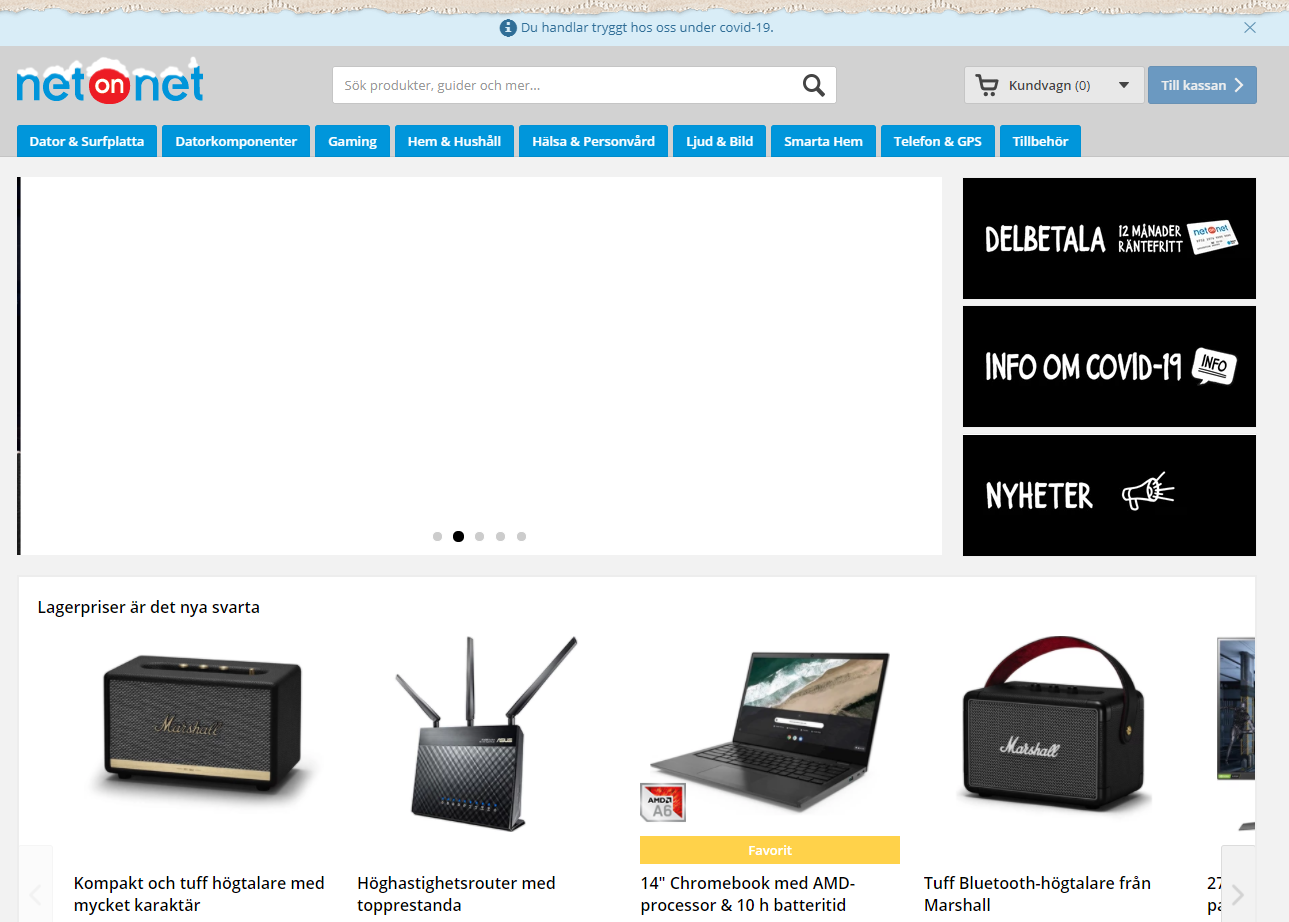 Du handlar tryggt hos oss under covid-19.
netonnet
Sök produkter, guider och mer...
Kundvagn (0)
Till kassan
Dator & Surfplatta
Datorkomponenter
Gaming
Hem & Hushåll
Hälsa & Personvård
Ljud & Bild
Smarta Hem
Telefon & GPS
Tillbehör
DELBETALA
12 MÅNADER
RÄNTEFRITT
netonnet
INFO OM COVID-19
INFO
NYHETER
Lagerpriser är det nya svarta
Marshall
ASUS
AMD
A6
Marshall
Favorit
Kompakt och tuff högtalare med
mycket karaktär
Höghastighetsrouter med
topprestanda
14" Chromebook med AMD-
processor & 10 h batteritid
Tuff Bluetooth-högtalare från
Marshall
27